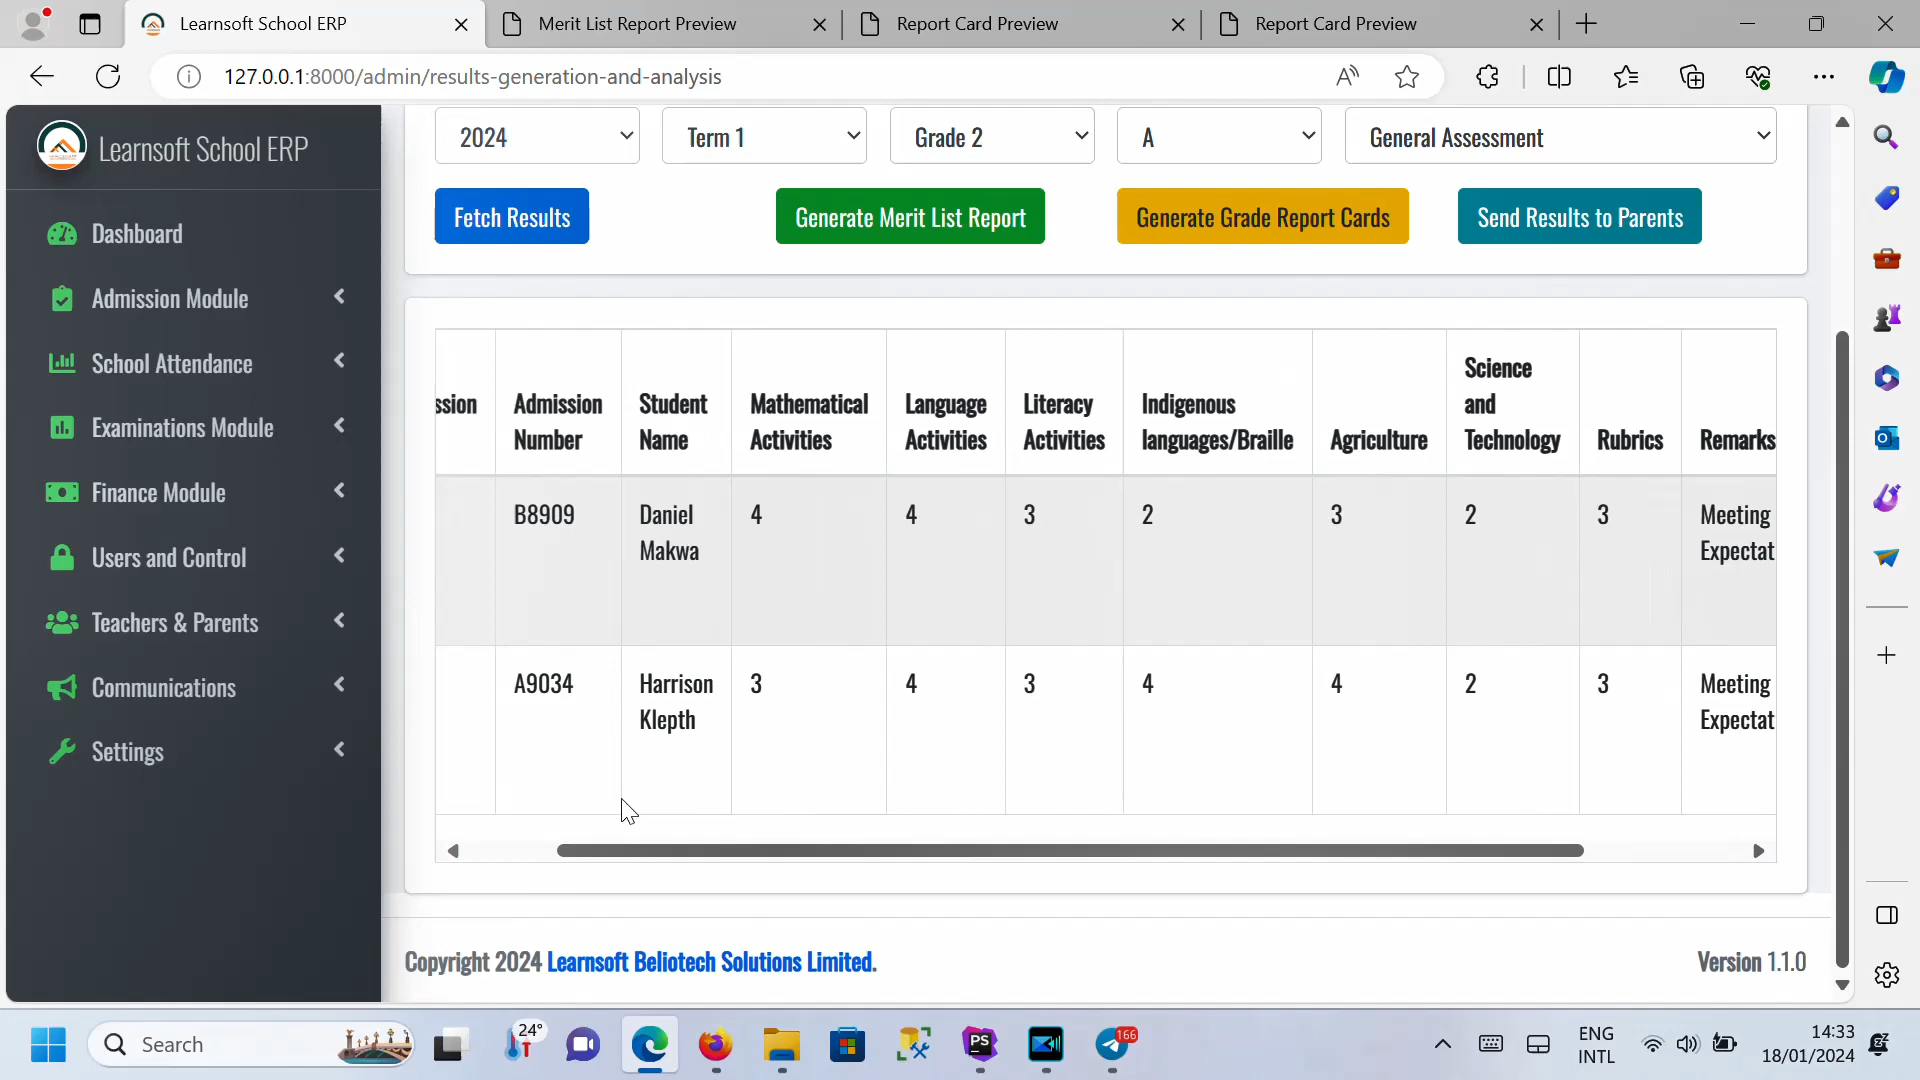 Learnsoft School ERP
Merit List Report Preview
Report Card Preview
Report Card Preview
127.0.0.1:8000/admin/results-generation-and-analysis
Learnsoft School ERP
Dashboard
Admission Module
School Attendance
Examinations Module
Finance Module
Users and Control
Teachers & Parents
Communications
Settings
2024
Term 1
Grade 2
A
General Assessment
Fetch Results
Generate Merit List Report
Generate Grade Report Cards
Send Results to Parents
ssion
Admission
Number
Student
Name
Mathematical
Activities
Language
Activities
Literacy
Activities
Indigenous
languages/Braille
Agriculture
Science
and
Technology
Rubrics
Remarks
B8909
Daniel
Makwa
4
4
3
2
3
2
3
Meeting
Expectat
A9034
Harrison
Klepth
3
4
3
4
4
2
3
Meeting
Expectat
Copyright 2024 Learnsoft Beliotech Solutions Limited.
Version 1.1.0
Search
24°
PS
166
ENG
INTL
14:33
18/01/2024